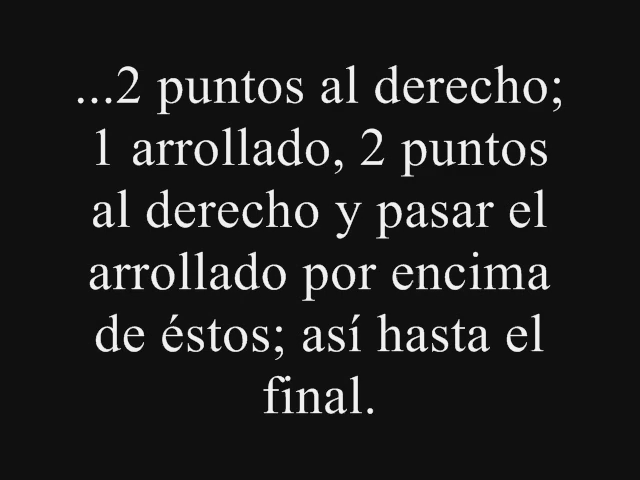 ...2 puntos al derecho;
1 arrollado, 2 puntos
al derecho y pasar el
arrollado por encima
de éstos; así hasta el
final.